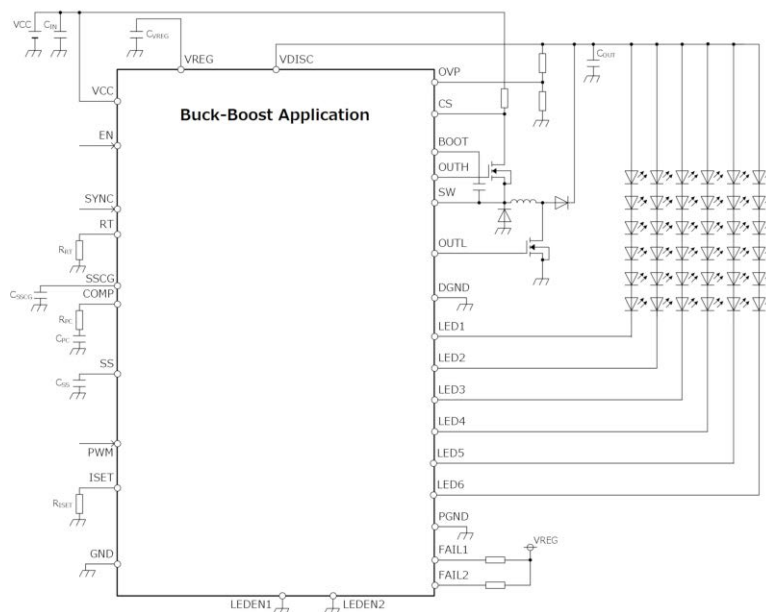 VCC
CIN
CVREG
VREG
VDISC
COUT
Buck-Boost Application
VCC
EN
SYNC
RT
RRT
SSCG
CSSCG
COMP
RPC
CPC
SS
CSS
PWM
ISET
RISET
GND
LEDEN1
LEDEN2
OVP
CS
BOOT
OUTH
SW
OUTL
DGND
LED1
LED2
LED3
LED4
LED5
LED6
PGND
FAIL1
FAIL2
VREG